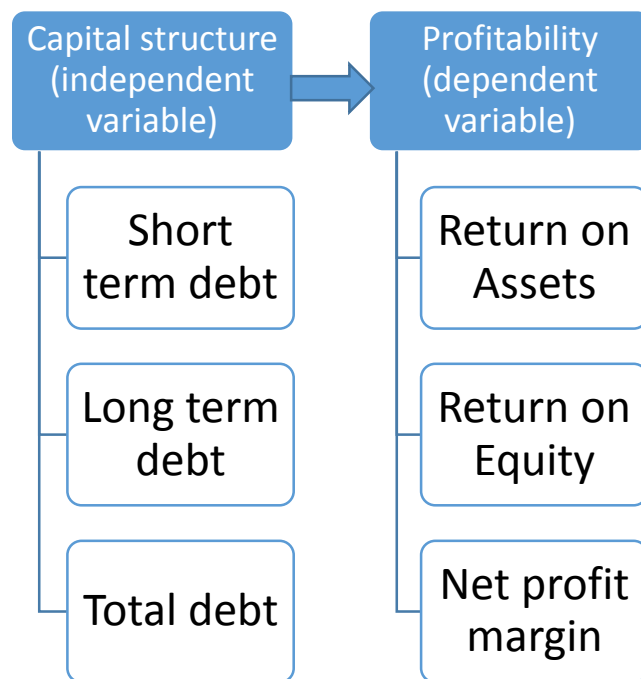 Capital structure
(independent
variable)
Profitability
(dependent
variable)
Short
term debt
Return on
Assets
Long term
debt
Return on
Equity
Total debt
Net profit
margin